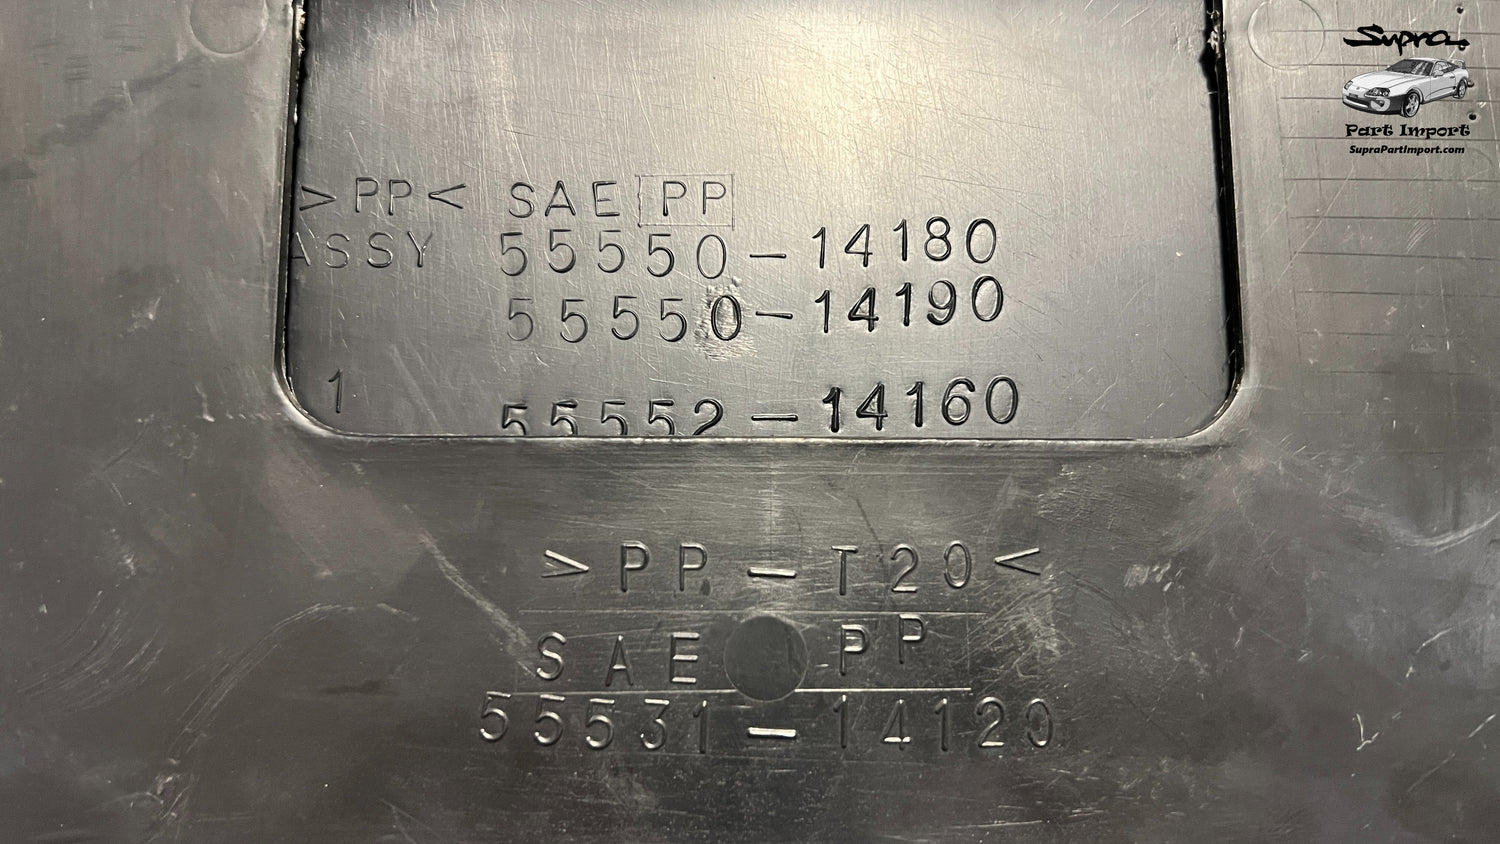 Supra
Part Import
SupraPartImport.com
>PP< SAE PP
ASSY 55550-14180
55550-14190
1 55552-14160
>PP-T20<
SAE PP
55531-14120